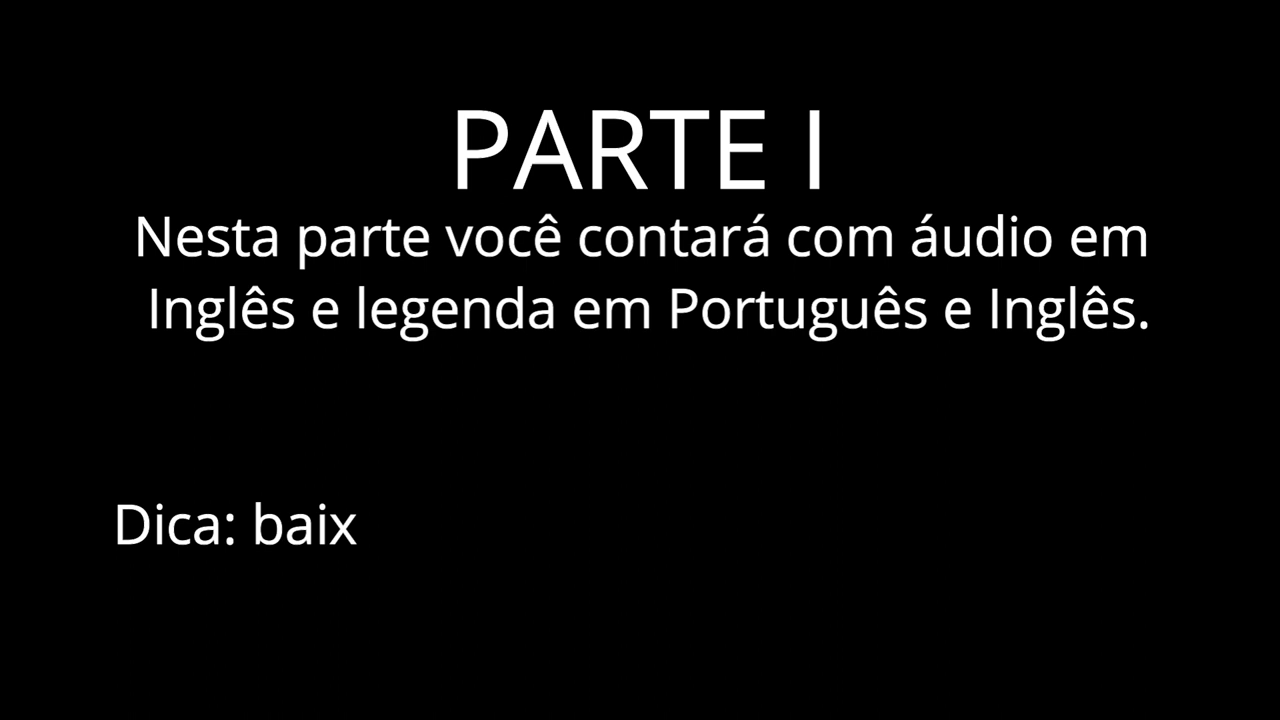 PARTE I
Nesta parte você contará com áudio em
Inglês e legenda em Português e Inglês.
Dica: baix